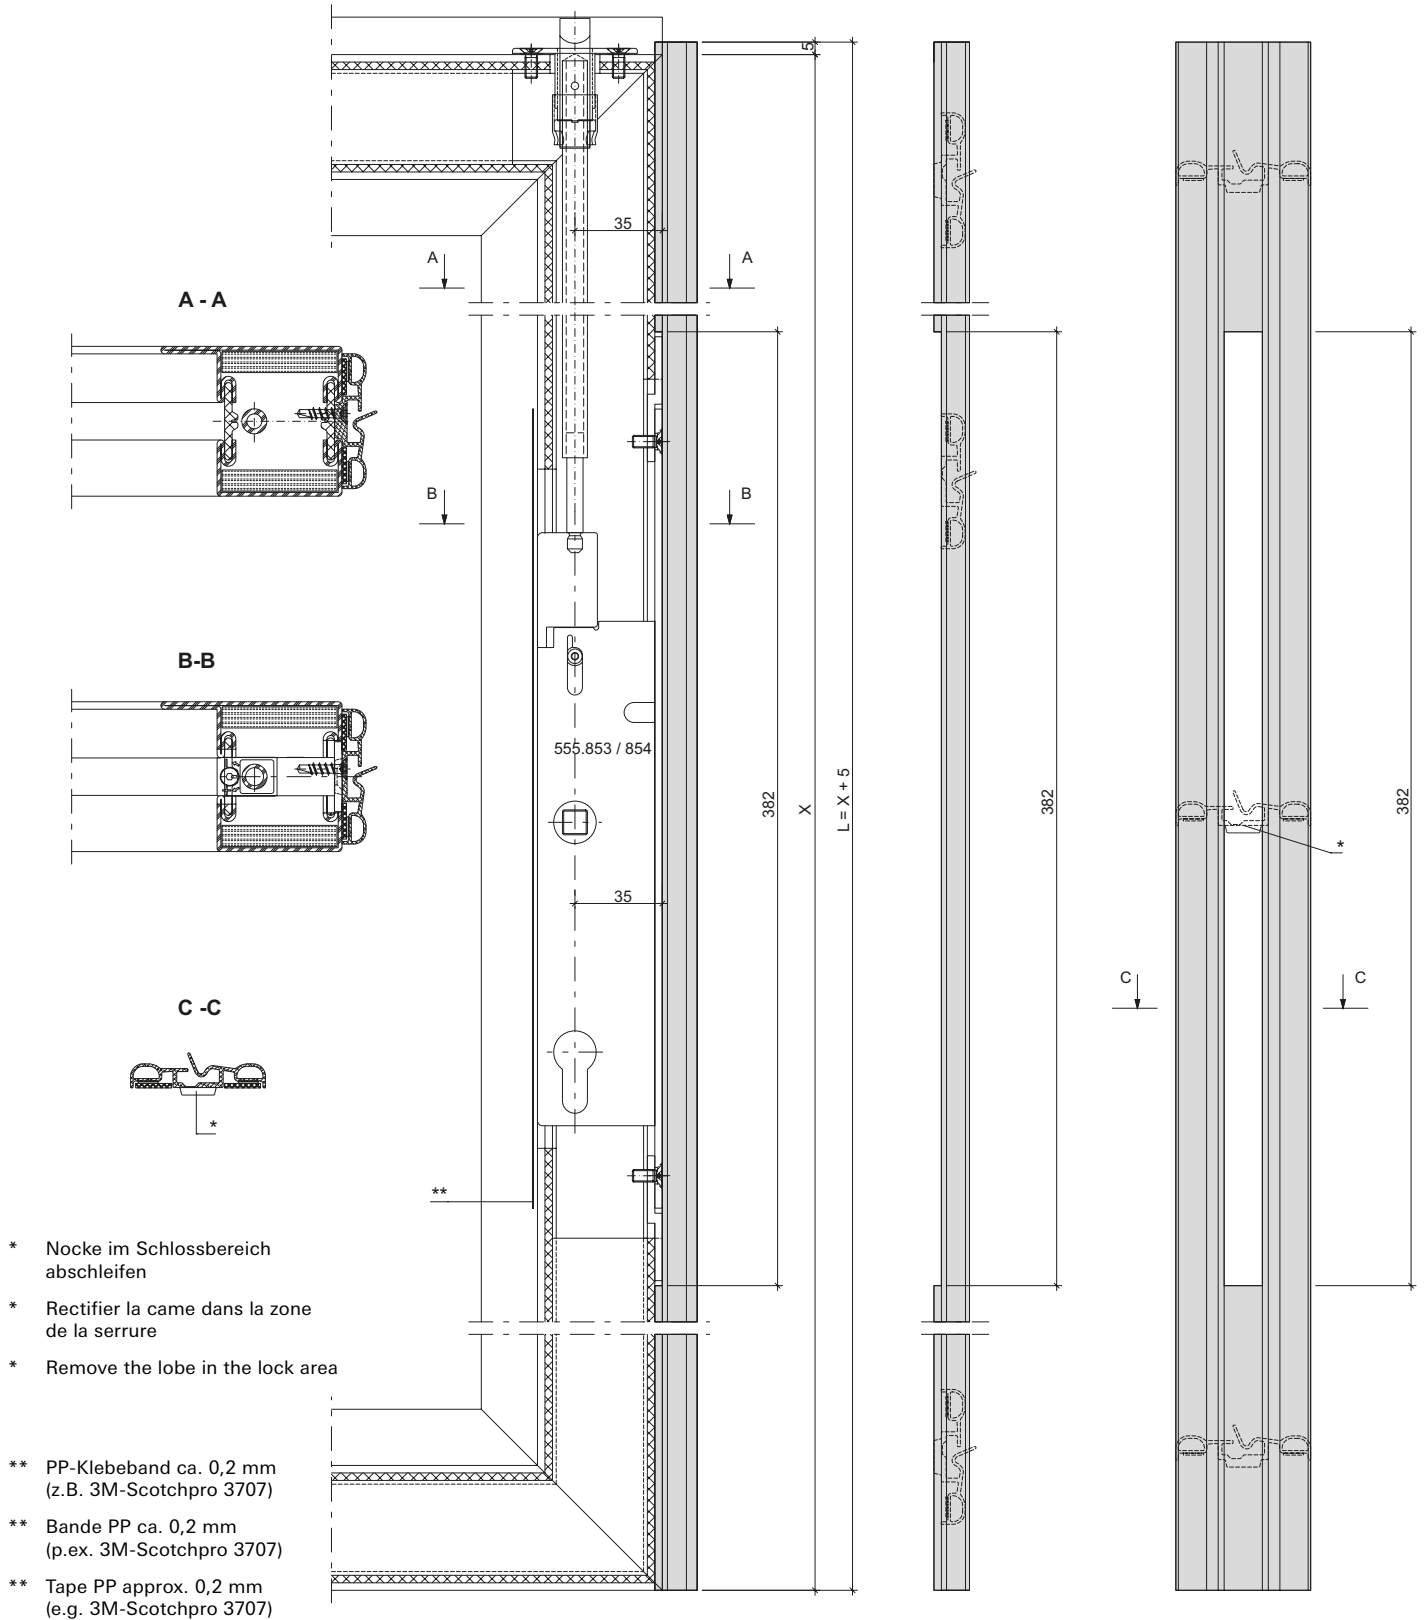 5
35
A
A
A - A
B
B
B-B
555.853 / 854
382
X
L = X + 5
382
382
*
35
C
C
C -C
*
**
* Nocke im Schlossbereich
abschleifen
* Rectifier la came dans la zone
de la serrure
* Remove the lobe in the lock area
** PP-Klebeband ca. 0,2 mm
(z.B. 3M-Scotchpro 3707)
** Bande PP ca. 0,2 mm
(p.ex. 3M-Scotchpro 3707)
** Tape PP approx. 0,2 mm
(e.g. 3M-Scotchpro 3707)